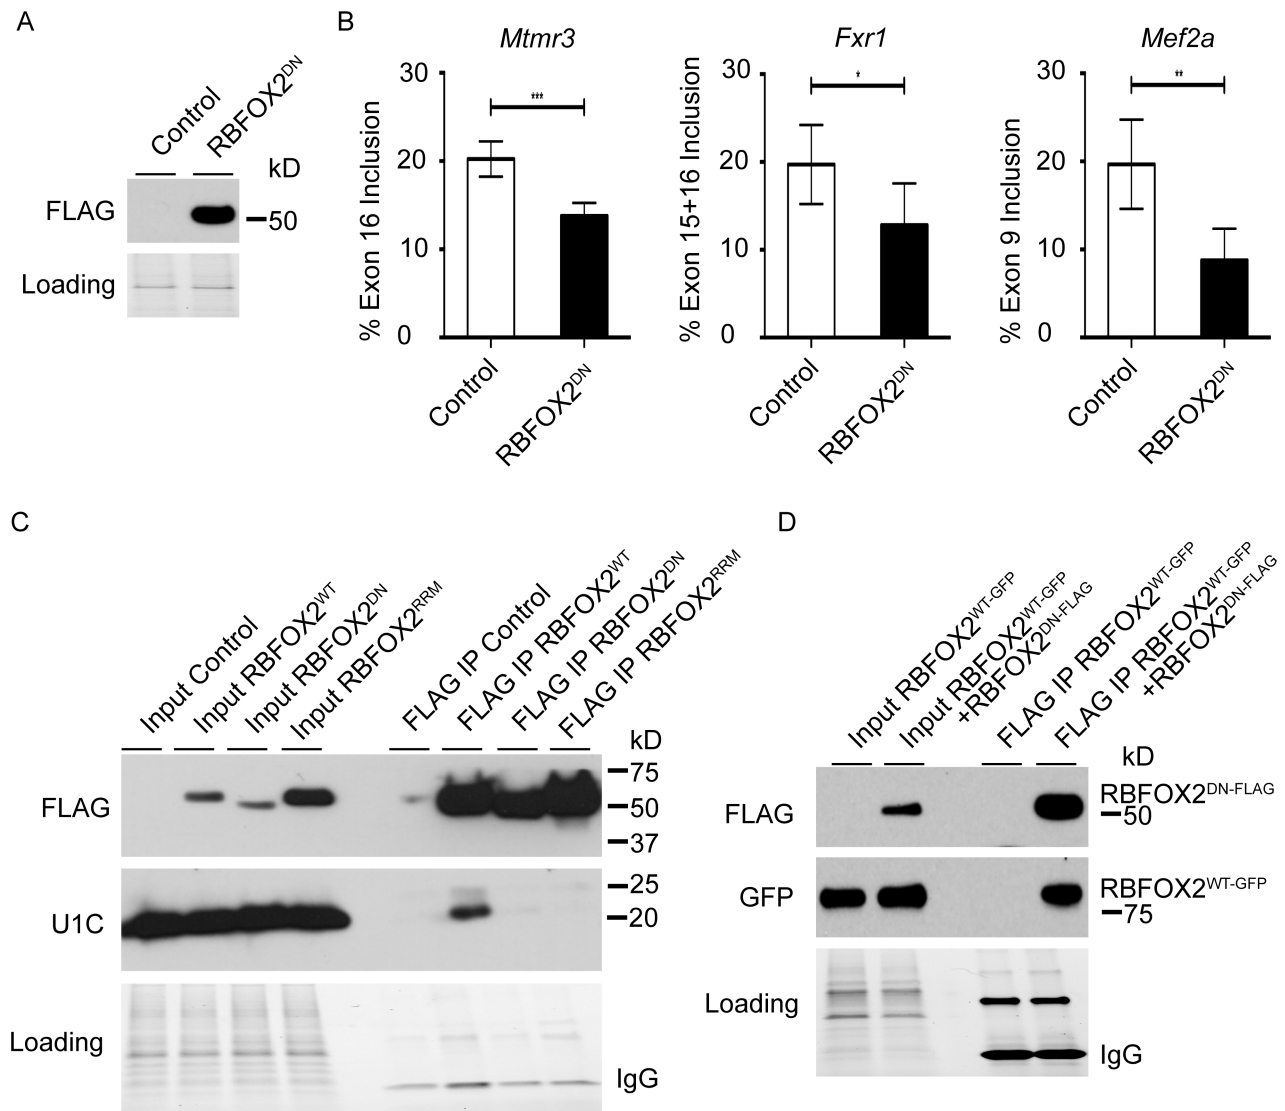 A
Control
RBFOX2DN
kD
FLAG
50
Loading
B
Mtmr3
Fxr1
Mef2a
% Exon 16 Inclusion
30
20
10
0
***
Control
RBFOX2DN
% Exon 15+16 Inclusion
30
20
10
0
*
Control
RBFOX2DN
% Exon 9 Inclusion
30
20
10
0
**
Control
RBFOX2DN
C
Input Control
Input RBFOX2WT
Input RBFOX2DN
Input RBFOX2RRM
FLAG IP Control
FLAG IP RBFOX2WT
FLAG IP RBFOX2DN
FLAG IP RBFOX2RRM
kD
FLAG
75
50
37
U1C
25
20
Loading
IgG
D
Input RBFOX2WT-GFP
Input RBFOX2WT-GFP
+RBFOX2DN-FLAG
FLAG IP RBFOX2WT-GFP
FLAG IP RBFOX2WT-GFP
+RBFOX2DN-FLAG
kD
FLAG
RBFOX2DN-FLAG
50
GFP
RBFOX2WT-GFP
75
Loading
IgG